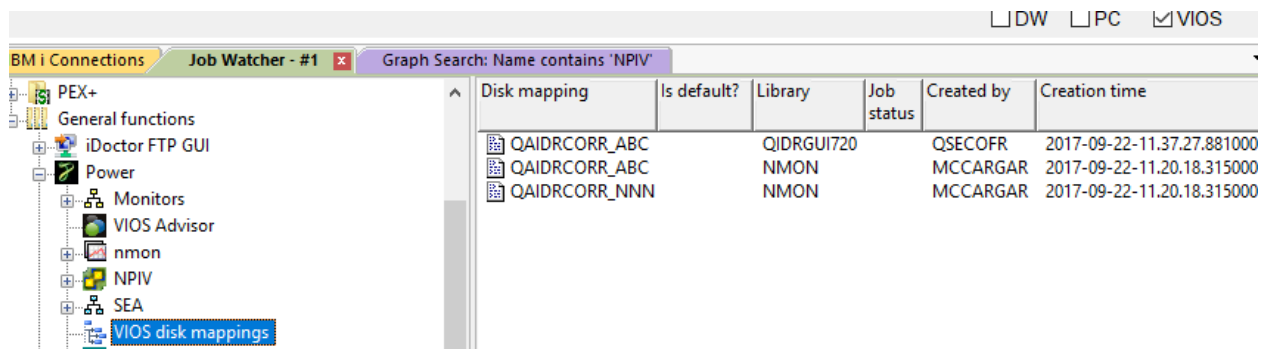 DW PC VIOS
BM i Connections Job Watcher - #1 x Graph Search: Name contains 'NPIV'
PEX+
General functions
iDoctor FTP GUI
Power
Monitors
VIOS Advisor
nmon
NPIV
SEA
VIOS disk mappings
Disk mapping Is default? Library Job status Created by Creation time
QAIDRCORR_ABC QIDRGUI720 QSECOFR 2017-09-22-11.37.27.881000
QAIDRCORR_ABC NMON MCCARGAR 2017-09-22-11.20.18.315000
QAIDRCORR_NNN NMON MCCARGAR 2017-09-22-11.20.18.315000